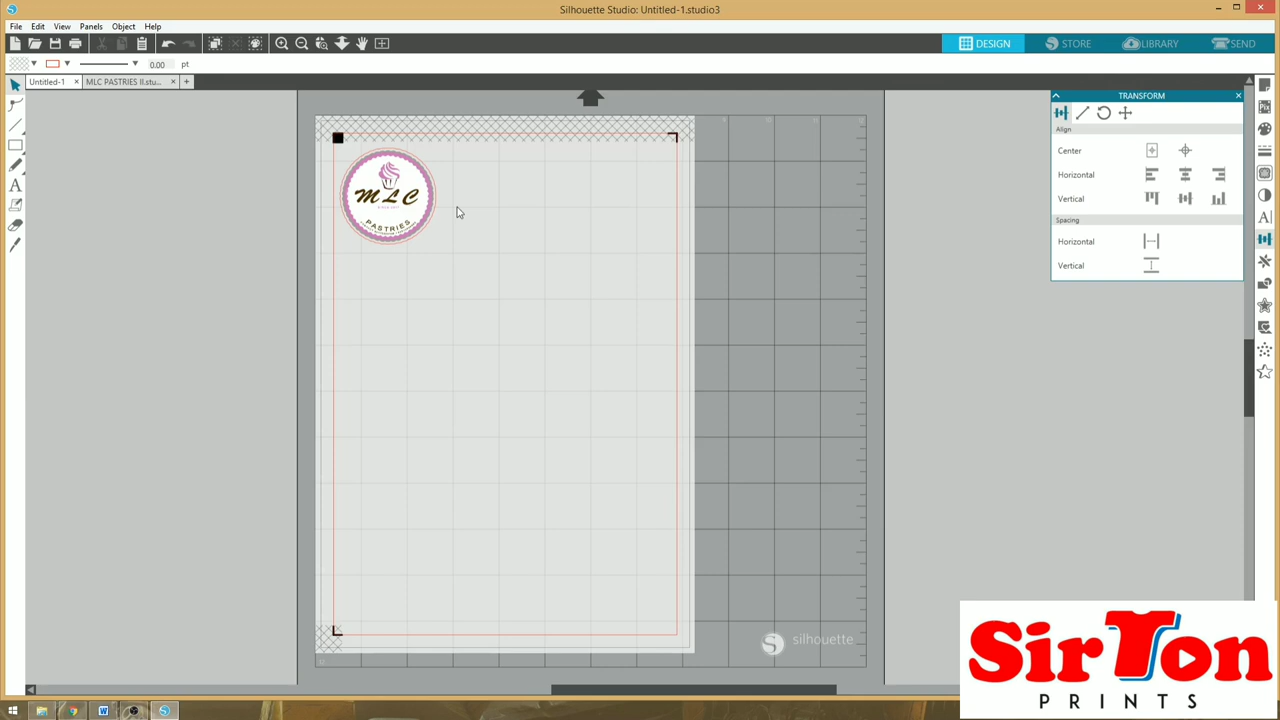 Silhouette Studio: Untitled-1.studio3
File Edit View Panels Object Help
DESIGN STORE LIBRARY SEND
0.00 pt
Untitled-1 MLC PASTRIES II.stu...
TRANSFORM
Align
Center
Horizontal
Vertical
Spacing
Horizontal
Vertical
MLC
PASTRIES
silhouette
SirTon
PRINTS